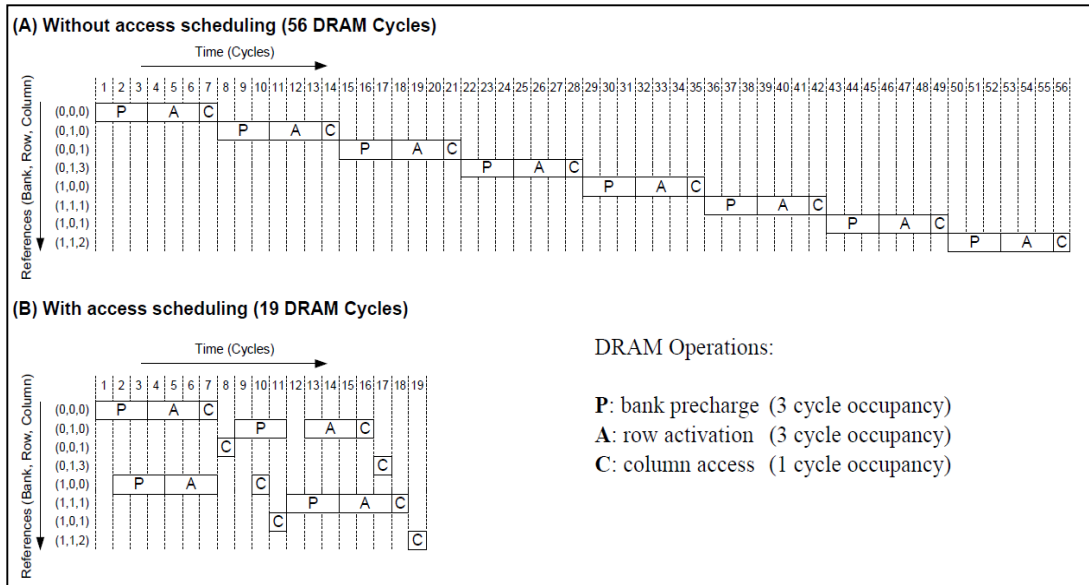 (A) Without access scheduling (56 DRAM Cycles)
Time (Cycles)
1 2 3 4 5 6 7 8 9 10 11 12 13 14 15 16 17 18 19 20 21 22 23 24 25 26 27 28 29 30 31 32 33 34 35 36 37 38 39 40 41 42 43 44 45 46 47 48 49 50 51 52 53 54 55 56
References (Bank, Row, Column)
(0,0,0) P A C
(0,1,0) P A C
(0,0,1) P A C
(0,1,3) P A C
(1,0,0) P A C
(1,1,1) P A C
(1,0,1) P A C
(1,1,2) P A C
(B) With access scheduling (19 DRAM Cycles)
Time (Cycles)
1 2 3 4 5 6 7 8 9 10 11 12 13 14 15 16 17 18 19
References (Bank, Row, Column)
(0,0,0) P A C
(0,1,0) P A C
(0,0,1) C
(0,1,3) C
(1,0,0) P A C
(1,1,1) P A C
(1,0,1) C
(1,1,2) C
DRAM Operations:
P: bank precharge (3 cycle occupancy)
A: row activation (3 cycle occupancy)
C: column access (1 cycle occupancy)